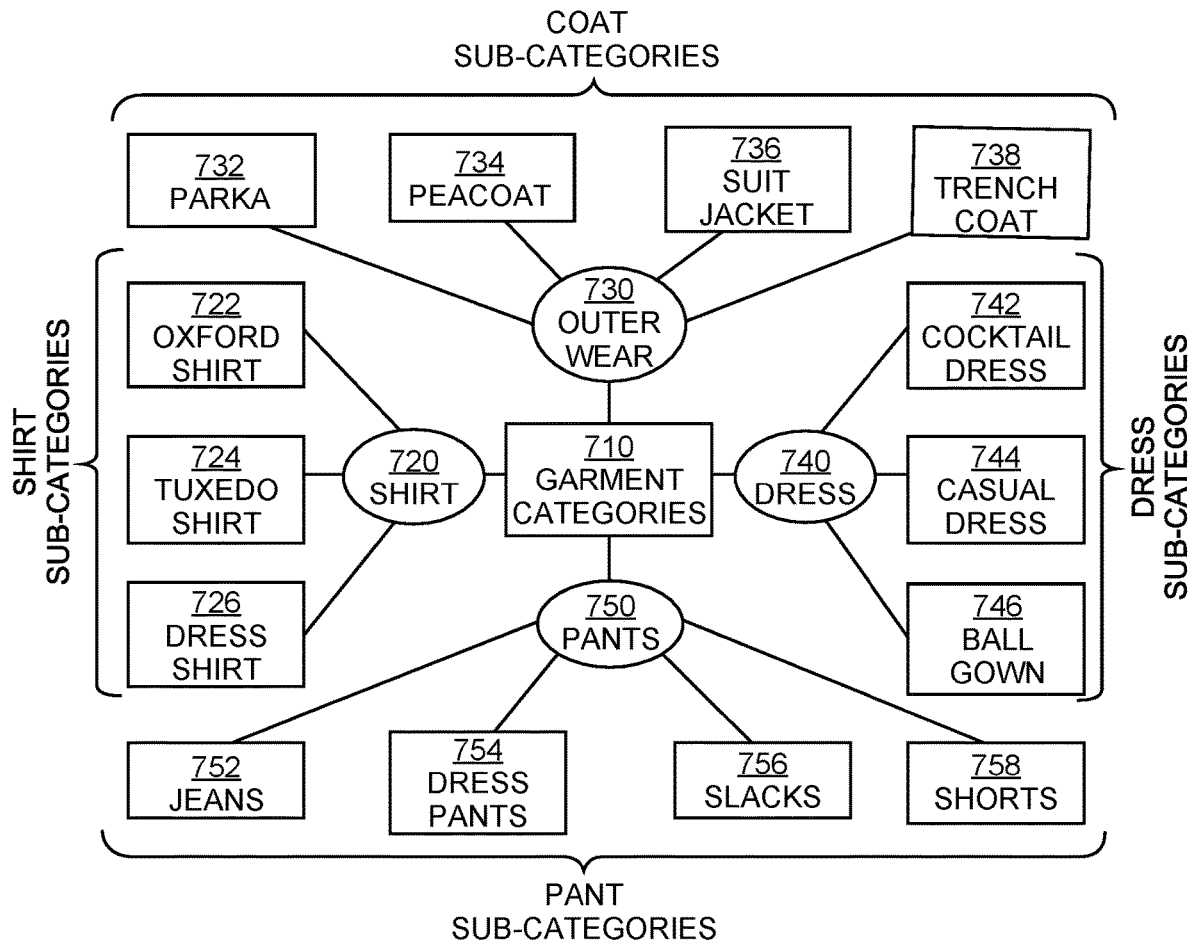 COAT
SUB-CATEGORIES
732
PARKA
734
PEACOAT
736
SUIT
JACKET
738
TRENCH
COAT
SHIRT
SUB-CATEGORIES
722
OXFORD
SHIRT
724
TUXEDO
SHIRT
726
DRESS
SHIRT
720
SHIRT
730
OUTER
WEAR
710
GARMENT
CATEGORIES
750
PANTS
740
DRESS
742
COCKTAIL
DRESS
744
CASUAL
DRESS
746
BALL
GOWN
DRESS
SUB-CATEGORIES
752
JEANS
754
DRESS
PANTS
756
SLACKS
758
SHORTS
PANT
SUB-CATEGORIES